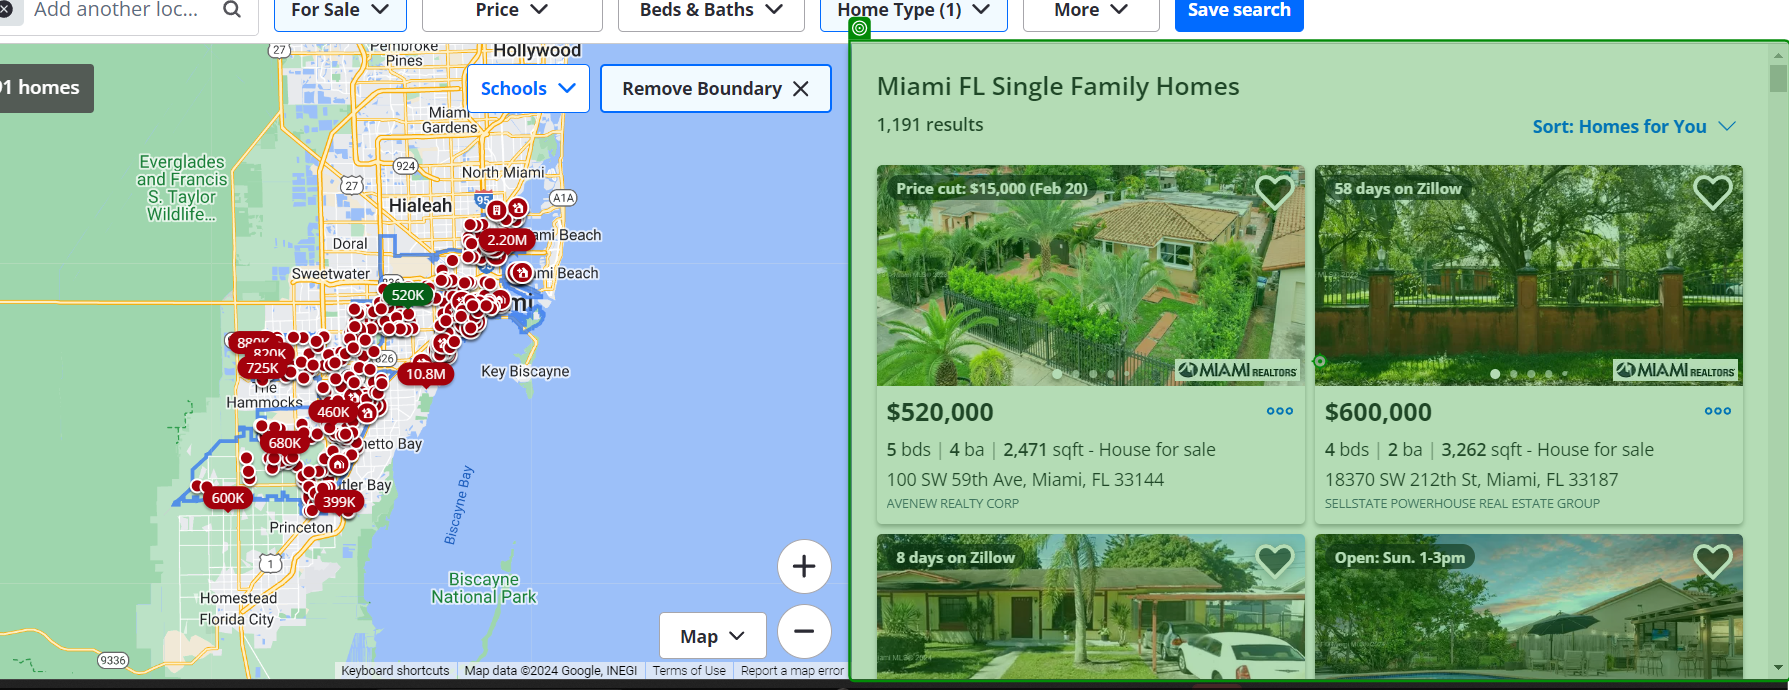 Add another loc...
For Sale
Price
Beds & Baths
Home Type (1)
More
Save search
91 homes
Schools
Remove Boundary
27
Pembroke
Pines
Hollywood
Miami
Gardens
924
27
North Miami
Everglades
and Francis
S. Taylor
Wildlife...
Hialeah
95
A1A
Doral
2.20M
ami Beach
Sweetwater
mi Beach
520K
mi
880K
820K
725K
826
10.8M
Key Biscayne
The
Hammocks
460K
680K
metto Bay
utler Bay
600K
399K
Princeton
Biscayne Bay
1
Biscayne
National Park
Homestead
Florida City
9336
Map
Keyboard shortcuts
Map data ©2024 Google, INEGI
Terms of Use
Report a map error
Miami FL Single Family Homes
1,191 results
Sort: Homes for You
Price cut: $15,000 (Feb 20)
MIAMI REALTORS
$520,000
5 bds | 4 ba | 2,471 sqft - House for sale
100 SW 59th Ave, Miami, FL 33144
AVENEW REALTY CORP
58 days on Zillow
MIAMI REALTORS
$600,000
4 bds | 2 ba | 3,262 sqft - House for sale
18370 SW 212th St, Miami, FL 33187
SELLSTATE POWERHOUSE REAL ESTATE GROUP
8 days on Zillow
Open: Sun. 1-3pm